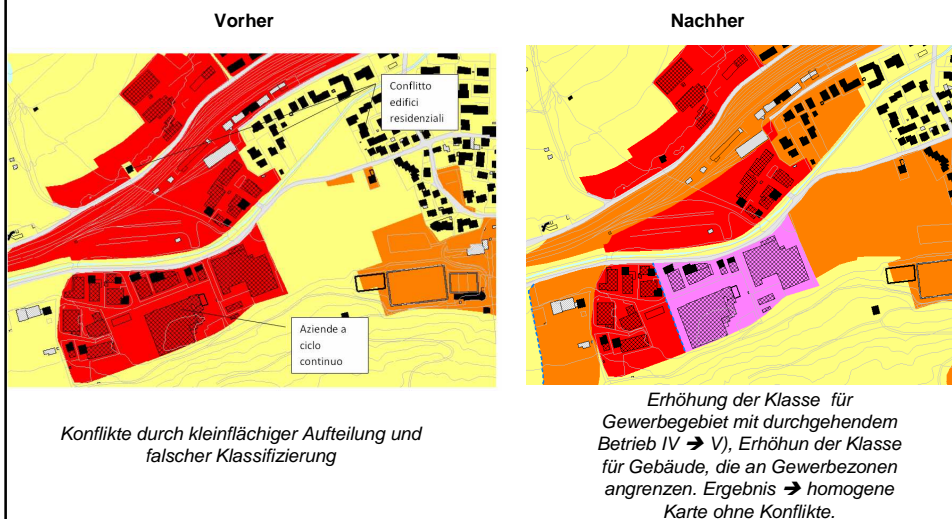 Vorher
Nachher
Conflitto
edifici
residenziali
Aziende a
ciclo
continuo
Konflikte durch kleinflächiger Aufteilung und
falscher Klassifizierung
Erhöhung der Klasse für
Gewerbegebiet mit durchgehendem
Betrieb IV ➔ V), Erhöhun der Klasse
für Gebäude, die an Gewerbezonen
angrenzen. Ergebnis ➔ homogene
Karte ohne Konflikte.